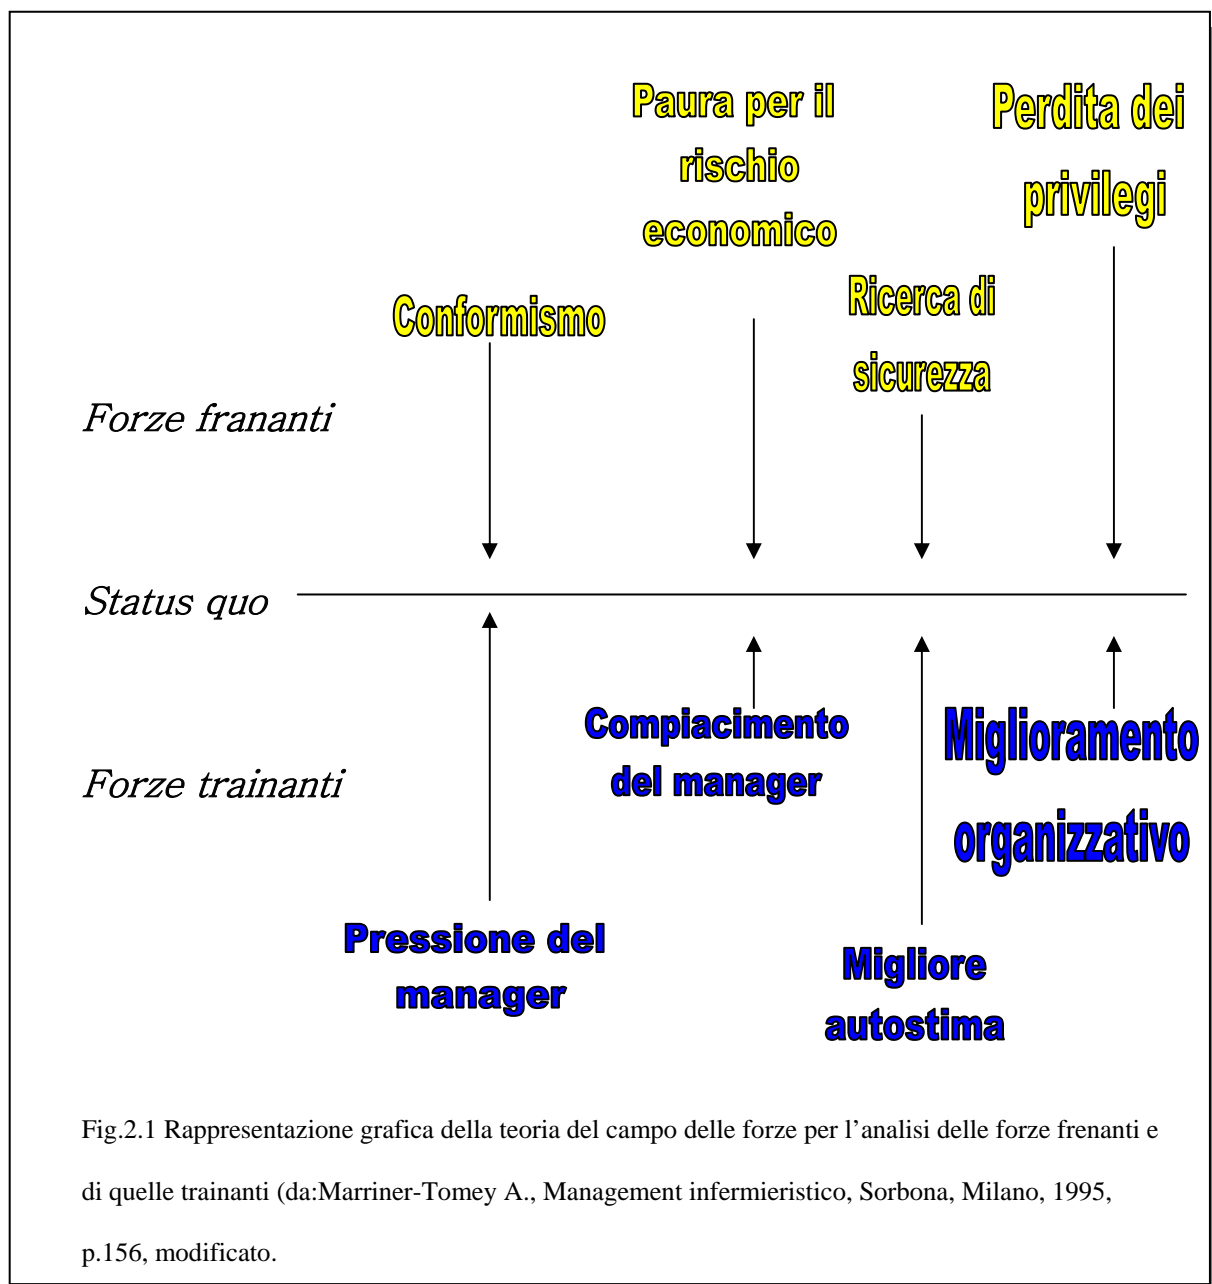 Paura per il
rischio
economico
Perdita dei
privilegi
Conformismo
Ricerca di
sicurezza
Forze frananti
Status quo
Forze trainanti
Compiacimento
del manager
Miglioramento
organizzativo
Pressione del
manager
Migliore
autostima
Fig.2.1 Rappresentazione grafica della teoria del campo delle forze per l’analisi delle forze frenanti e
di quelle trainanti (da:Marriner-Tomey A., Management infermieristico, Sorbona, Milano, 1995,
p.156, modificato.